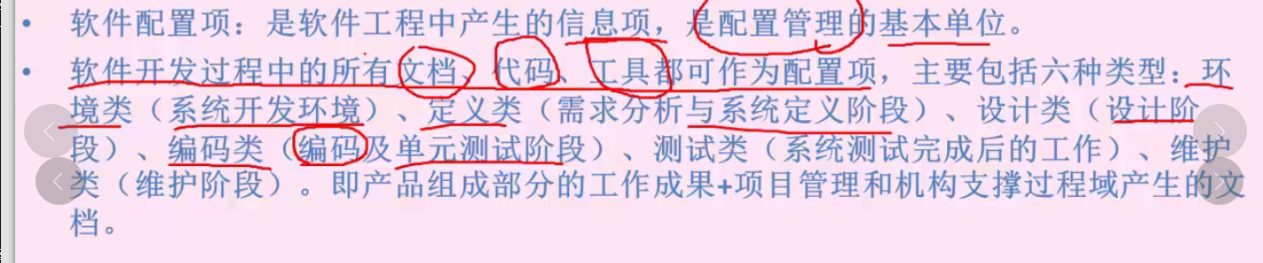 • 软件配置项：是软件工程中产生的信息项，是配置管理的基本单位。
• 软件开发过程中的所有文档、代码、工具都可作为配置项，主要包括六种类型：环
境类（系统开发环境）、定义类（需求分析与系统定义阶段）、设计类（设计阶
段）、编码类（编码及单元测试阶段）、测试类（系统测试完成后的工作）、维护
类（维护阶段）。即产品组成部分的工作成果+项目管理和机构支撑过程域产生的文
档。